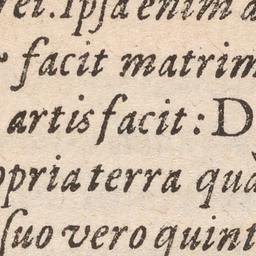 rei. Ipſa enim a
facit matrim
artis facit: D
opria terra qua
ſuo vero quint